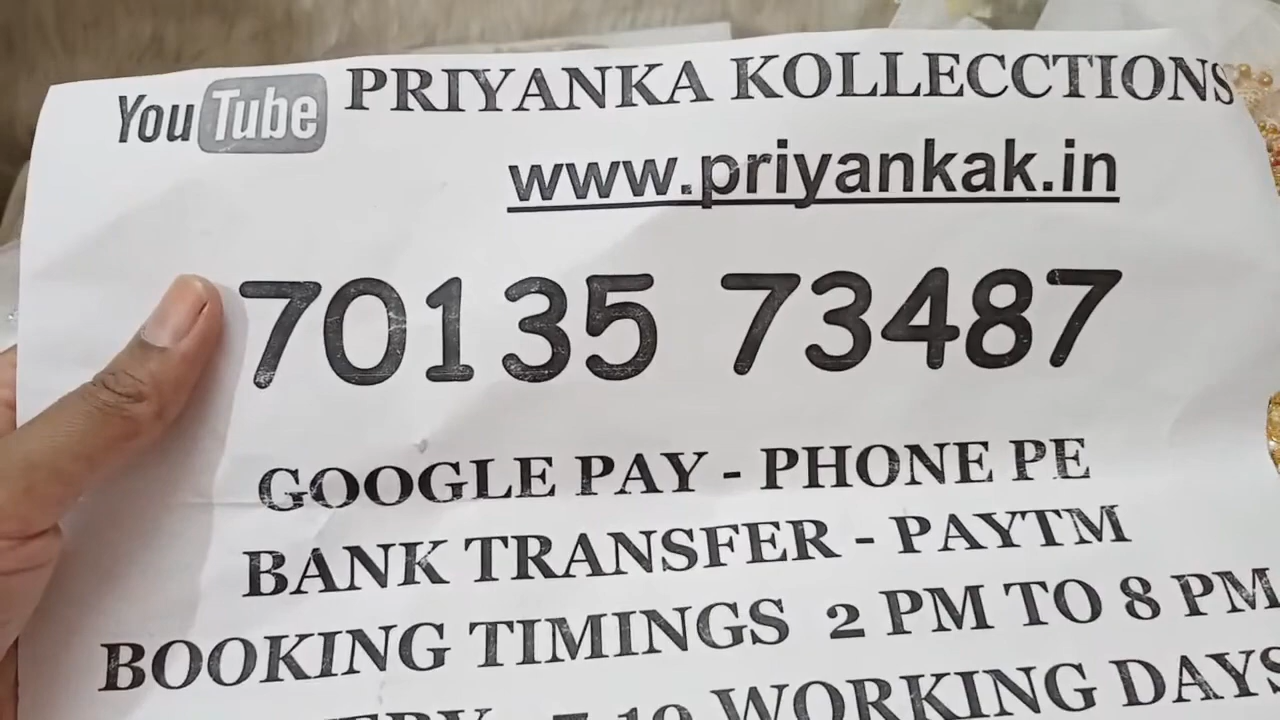 YouTube PRIYANKA KOLLECCTIONS
www.priyankak.in
70135 73487
GOOGLE PAY - PHONE PE
BANK TRANSFER - PAYTM
BOOKING TIMINGS 2 PM TO 8 PM
WORKING DAYS